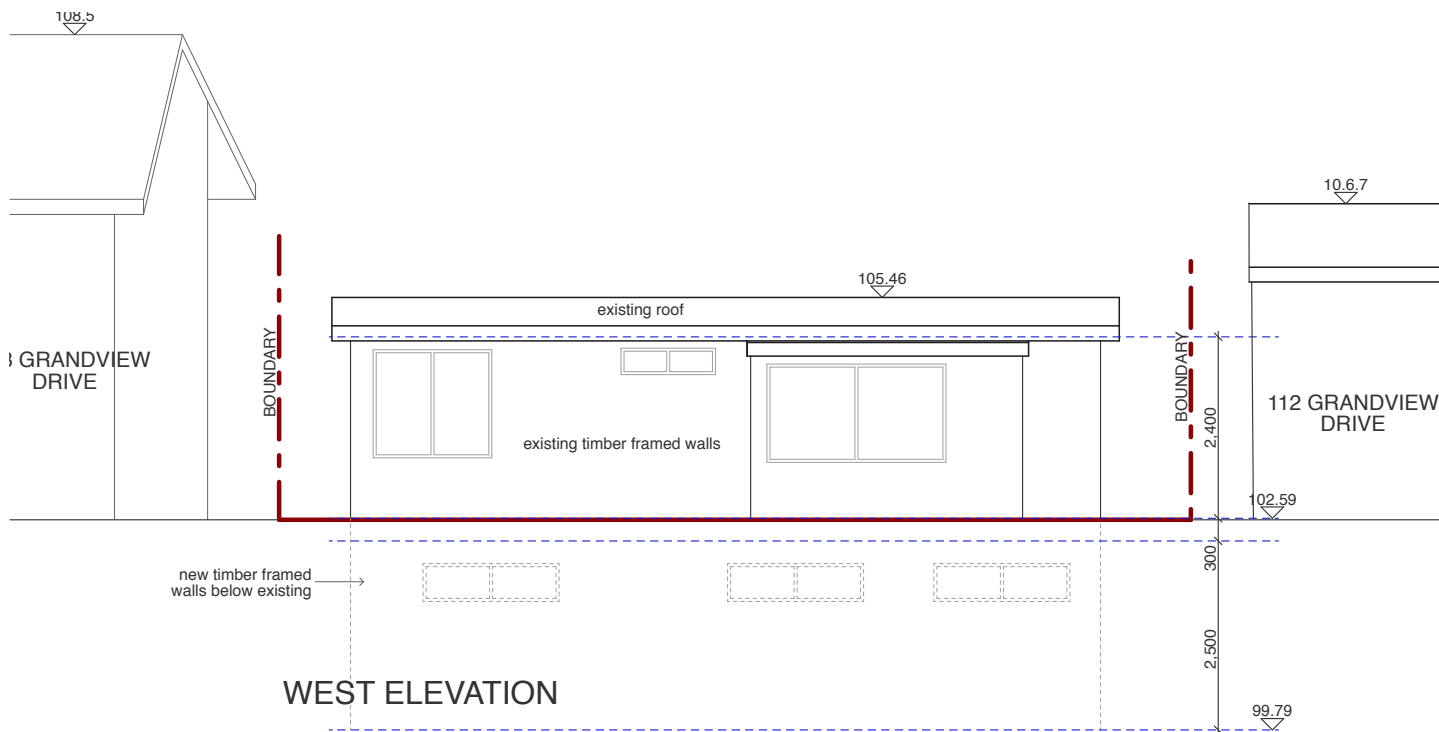 108.5
10.6.7
105.46
existing roof
BOUNDARY
BOUNDARY
3 GRANDVIEW
DRIVE
existing timber framed walls
2,400
112 GRANDVIEW
DRIVE
102.59
300
new timber framed
walls below existing
2,500
WEST ELEVATION
99.79